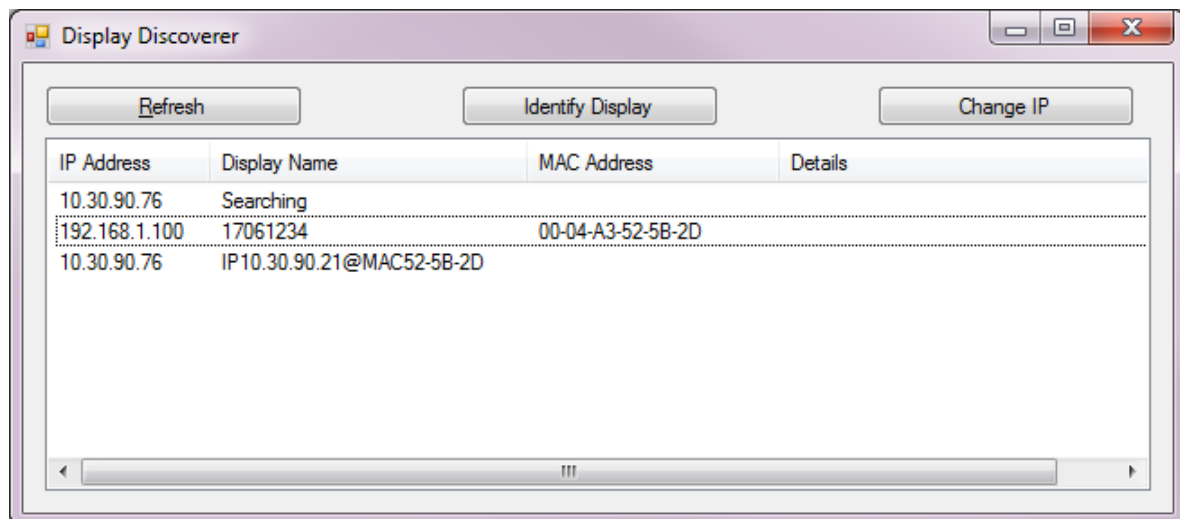 Display Discoverer
Refresh Identify Display Change IP
IP Address Display Name MAC Address Details
10.30.90.76 Searching
192.168.1.100 17061234 00-04-A3-52-5B-2D
10.30.90.76 IP10.30.90.21@MAC52-5B-2D